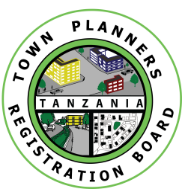 TOWN PLANNERS
TANZANIA
REGISTRATION BOARD